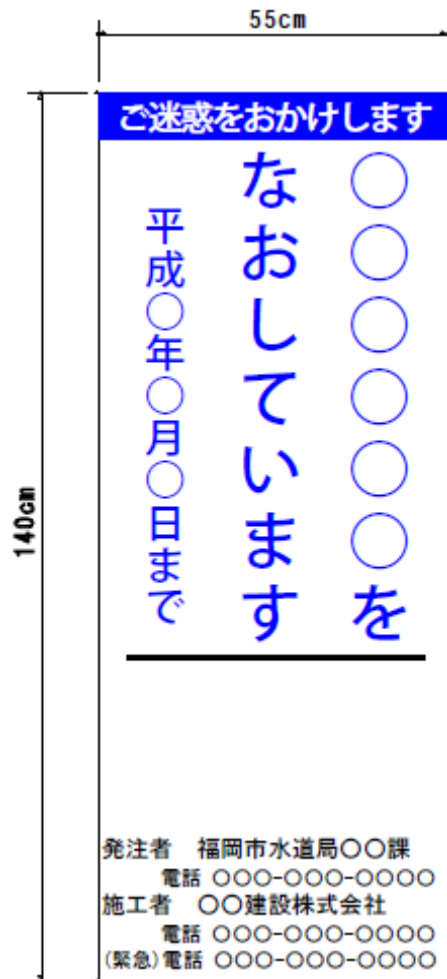 55cm
140cm
ご迷惑をおかけします
○○○○○○を
なおしています
平成○年○月○日まで
発注者　福岡市水道局○○課
電話 ○○○-○○○-○○○○
施工者　○○建設株式会社
電話 ○○○-○○○-○○○○
(緊急)電話 ○○○-○○○-○○○○